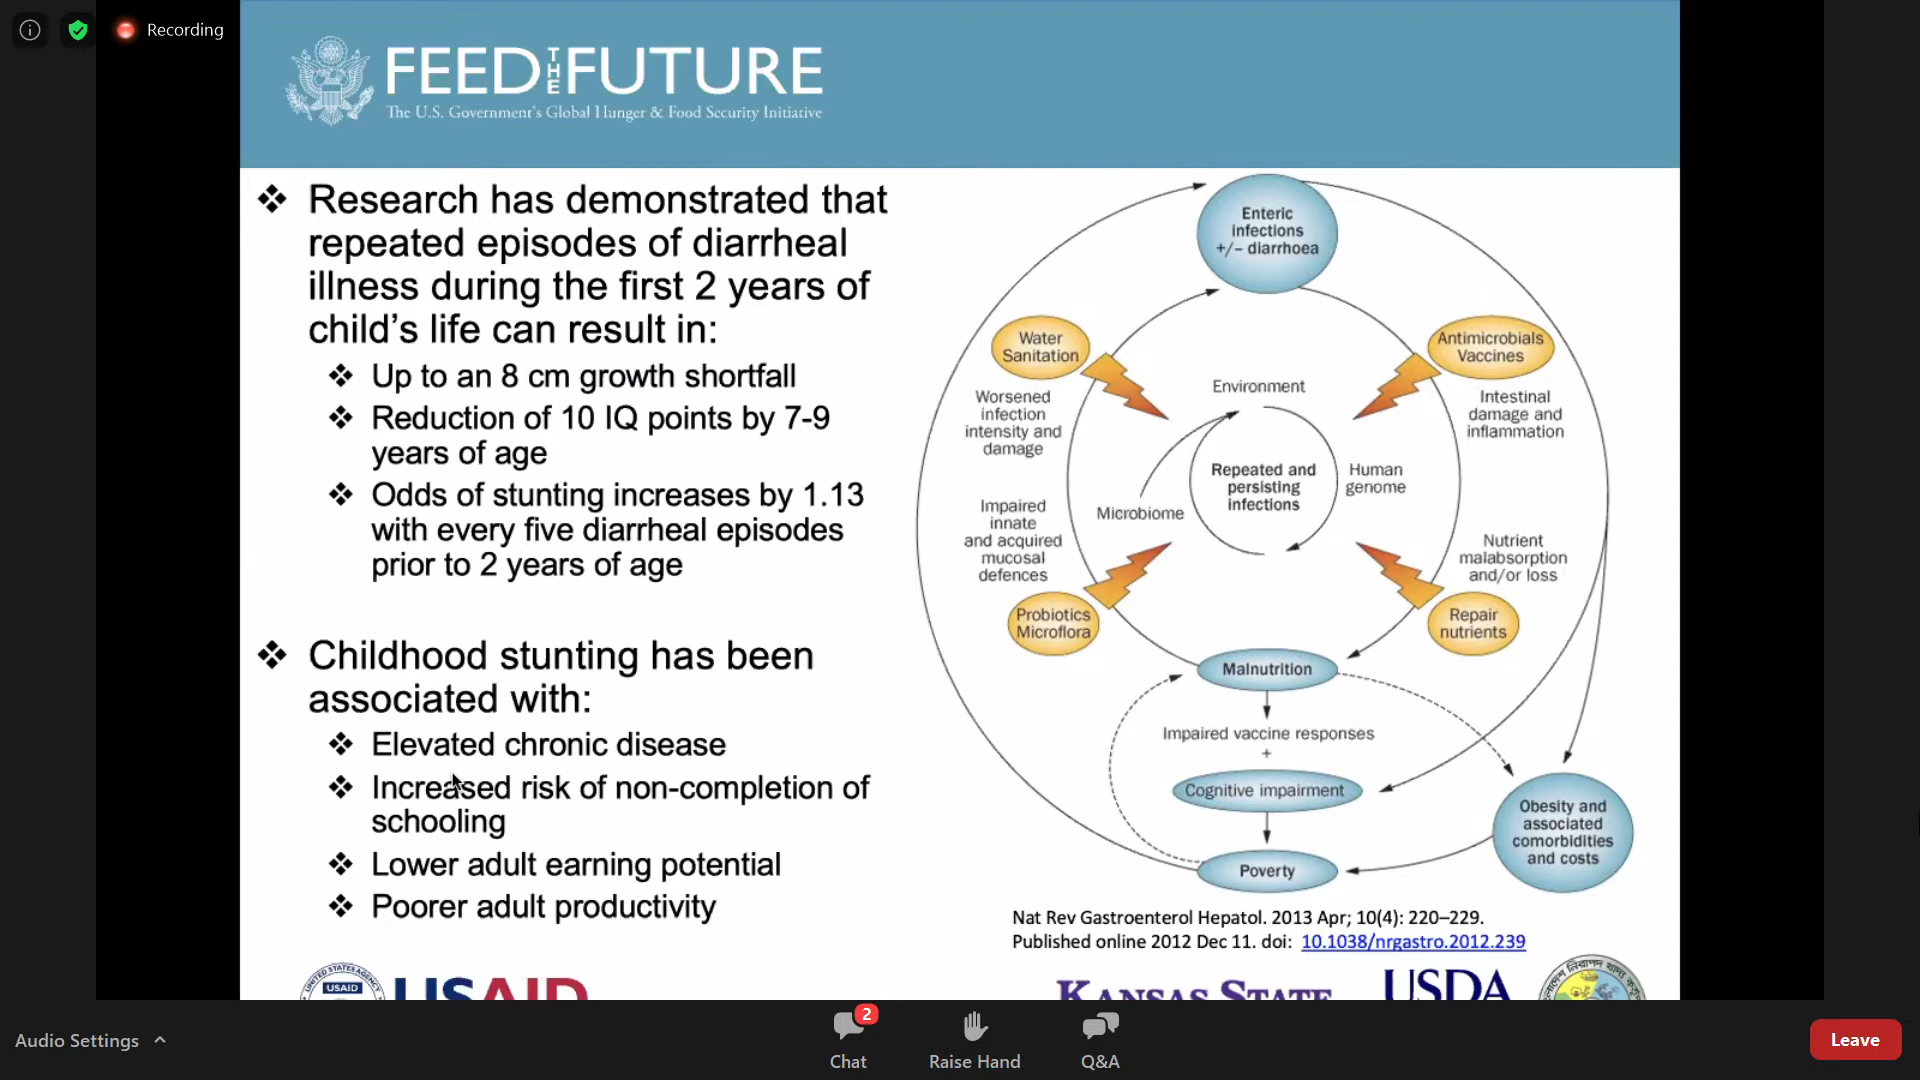 Recording
FEED THE FUTURE
The U.S. Government's Global Hunger & Food Security Initiative
Research has demonstrated that
repeated episodes of diarrheal
illness during the first 2 years of
child’s life can result in:
Up to an 8 cm growth shortfall
Reduction of 10 IQ points by 7-9
years of age
Odds of stunting increases by 1.13
with every five diarrheal episodes
prior to 2 years of age
Childhood stunting has been
associated with:
Elevated chronic disease
Increased risk of non-completion of
schooling
Lower adult earning potential
Poorer adult productivity
Enteric
infections
+/– diarrhoea
Water
Sanitation
Antimicrobials
Vaccines
Worsened
infection
intensity and
damage
Environment
Intestinal
damage and
inflammation
Repeated and
persisting
infections
Human
genome
Microbiome
Impaired
innate
and acquired
mucosal
defences
Nutrient
malabsorption
and/or loss
Probiotics
Microflora
Repair
nutrients
Malnutrition
Impaired vaccine responses
+
Cognitive impairment
Obesity and
associated
comorbidities
and costs
Poverty
Nat Rev Gastroenterol Hepatol. 2013 Apr; 10(4): 220–229.
Published online 2012 Dec 11. doi: 10.1038/nrgastro.2012.239
UNITED STATES AGENCY
USAID
USAID
KANSAS STATE
USDA
Audio Settings
2
Chat
Raise Hand
Q&A
Leave